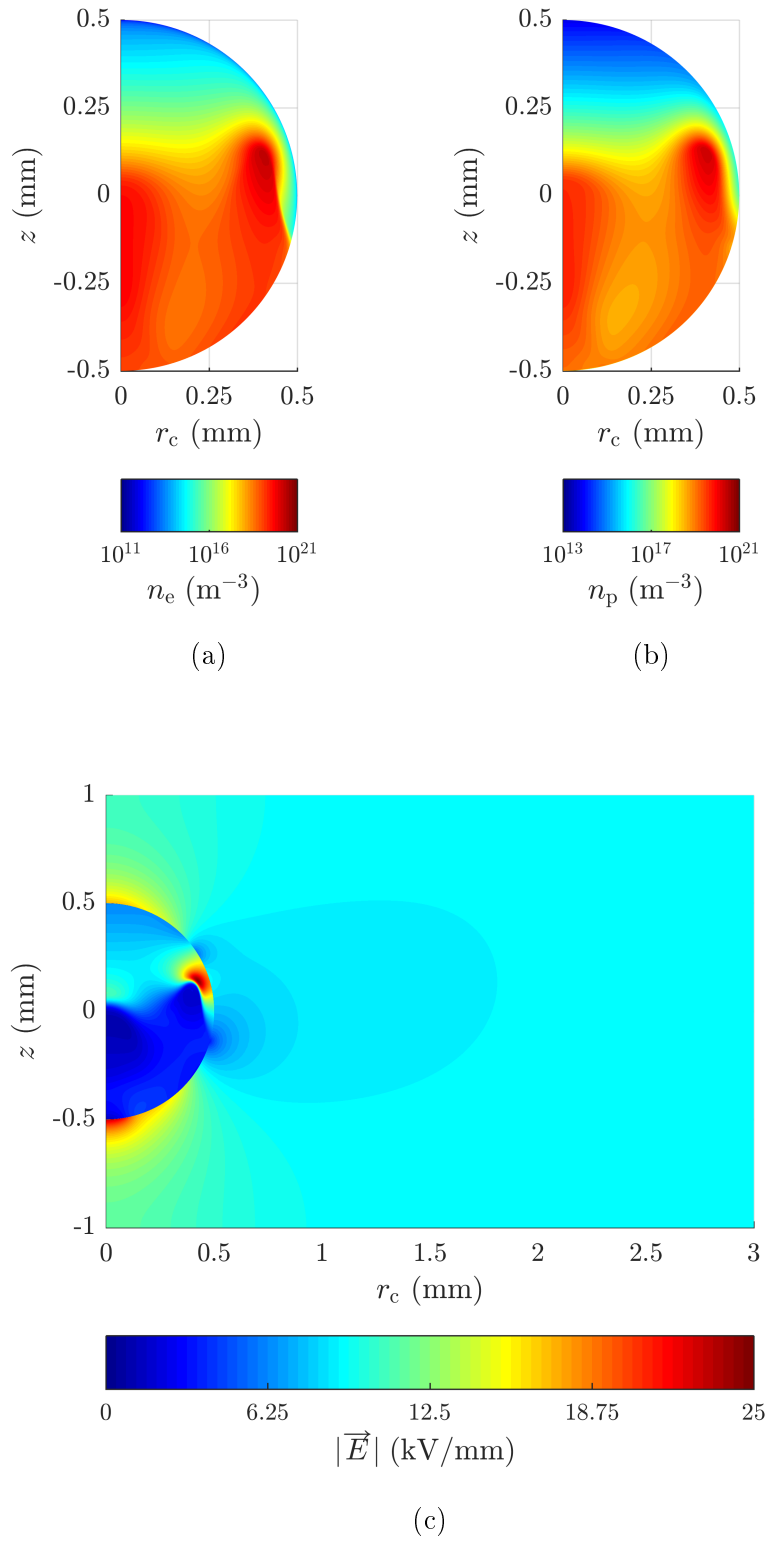 0.5
0.25
0
-0.25
-0.5
z (mm)
0 0.25 0.5
r_c (mm)
10^11 10^16 10^21
n_e (m^−3)
(a)
0.5
0.25
0
-0.25
-0.5
z (mm)
0 0.25 0.5
r_c (mm)
10^13 10^17 10^21
n_p (m^−3)
(b)
1
0.5
0
-0.5
-1
z (mm)
0 0.5 1 1.5 2 2.5 3
r_c (mm)
0 6.25 12.5 18.75 25
|E⃗| (kV/mm)
(c)